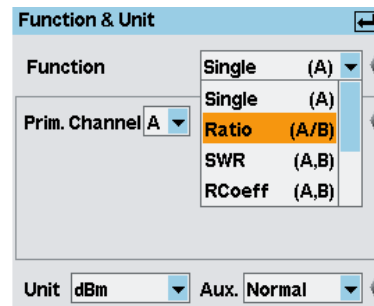 Function & Unit
Function Single (A)
Single (A)
Prim. Channel A
Ratio (A/B)
SWR (A,B)
RCoeff (A,B)
Unit dBm Aux. Normal